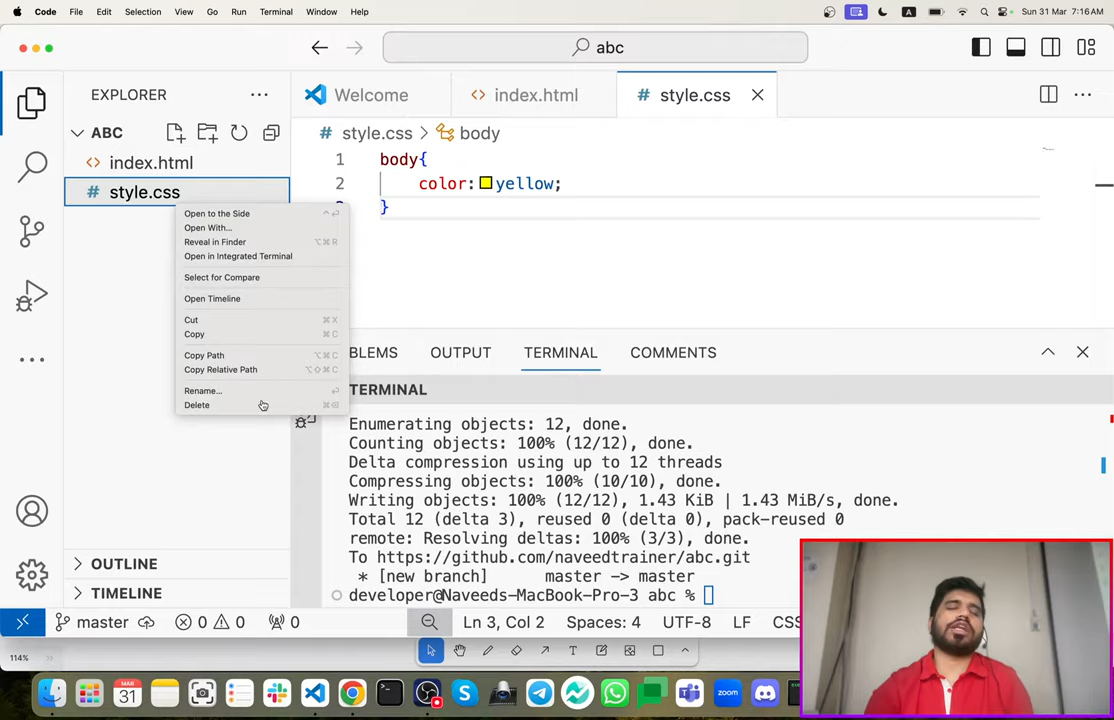 Code File Edit Selection View Go Run Terminal Window Help
A
Sun 31 Mar 7:16 AM
abc
EXPLORER
Welcome
<> index.html
# style.css
ABC
<> index.html
# style.css
# style.css > body
1 body{
2 color: yellow;
}
Open to the Side
Open With...
Reveal in Finder ⌥⌘R
Open in Integrated Terminal
Select for Compare
Open Timeline
Cut ⌘X
Copy ⌘C
Copy Path ⌥⌘C
Copy Relative Path ⌥⇧⌘C
Rename...
Delete ⌘⌫
BLEMS OUTPUT TERMINAL COMMENTS
TERMINAL
Enumerating objects: 12, done.
Counting objects: 100% (12/12), done.
Delta compression using up to 12 threads
Compressing objects: 100% (10/10), done.
Writing objects: 100% (12/12), 1.43 KiB | 1.43 MiB/s, done.
Total 12 (delta 3), reused 0 (delta 0), pack-reused 0
remote: Resolving deltas: 100% (3/3), done.
To https://github.com/naveedtrainer/abc.git
* [new branch] master -> master
developer@Naveeds-MacBook-Pro-3 abc %
OUTLINE
TIMELINE
master 0 0 0 Ln 3, Col 2 Spaces: 4 UTF-8 LF CSS
114%
T
MAR
31
zoom